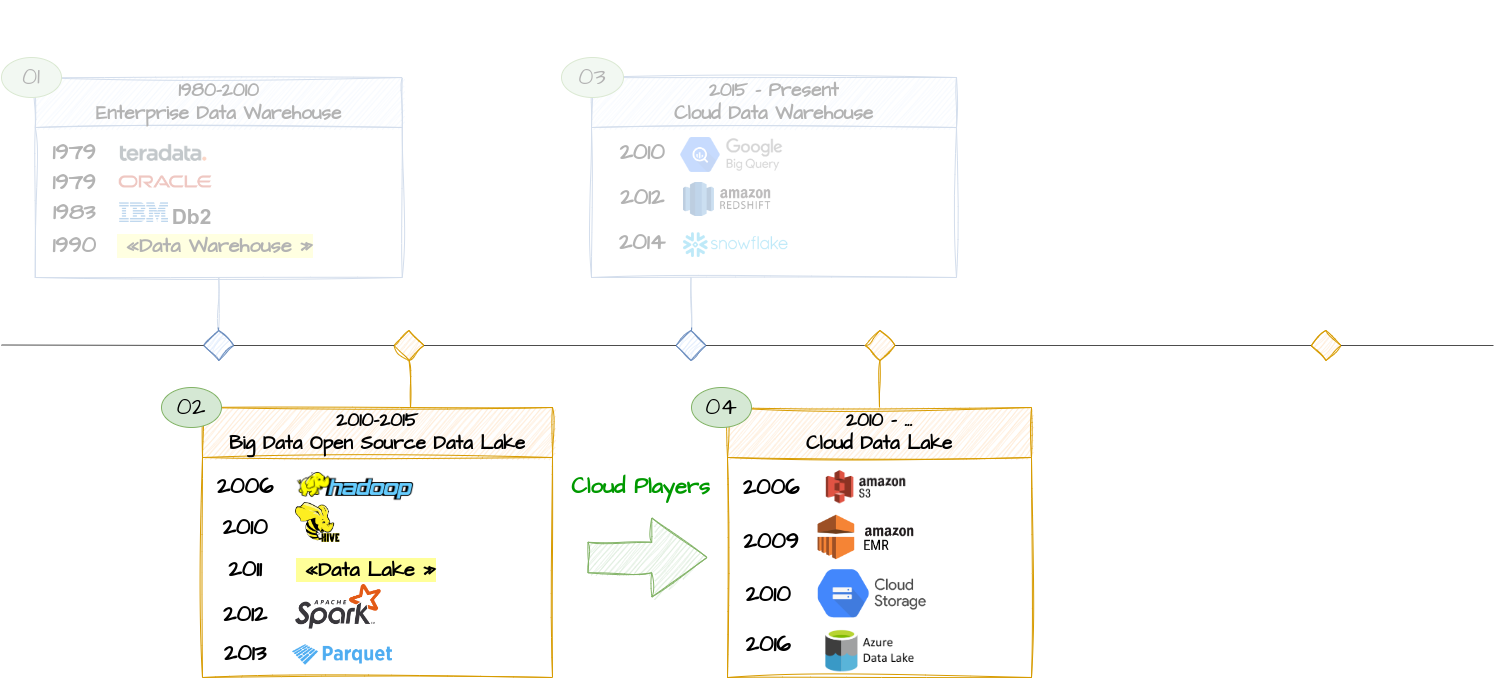 01
1980-2010
Enterprise Data Warehouse
1979 teradata.
1979 ORACLE
1983 IBM Db2
1990 «Data Warehouse »
03
2015 - Present
Cloud Data Warehouse
2010 Google
Big Query
2012 amazon
REDSHIFT
2014 snowflake
02
2010-2015
Big Data Open Source Data Lake
2006 hadoop
2010 HIVE
2011 «Data Lake »
2012 APACHE
Spark
2013 Parquet
Cloud Players
04
2010 - ...
Cloud Data Lake
2006 amazon
S3
2009 amazon
EMR
2010 Cloud
Storage
2016 Azure
Data Lake